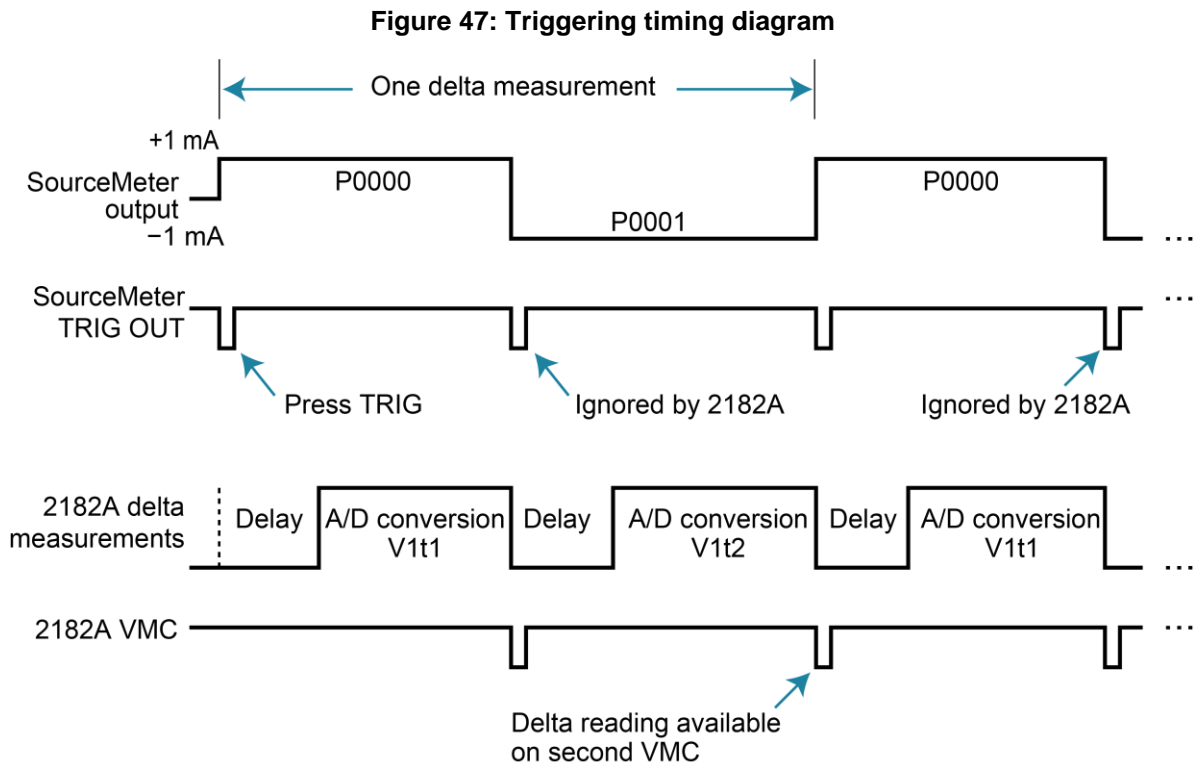 Figure 47: Triggering timing diagram
One delta measurement
+1 mA
SourceMeter
output
−1 mA
P0000
P0001
P0000
...
SourceMeter
TRIG OUT
...
Press TRIG
Ignored by 2182A
Ignored by 2182A
2182A delta
measurements
Delay
A/D conversion
V1t1
Delay
A/D conversion
V1t2
Delay
A/D conversion
V1t1
...
2182A VMC
...
Delta reading available
on second VMC